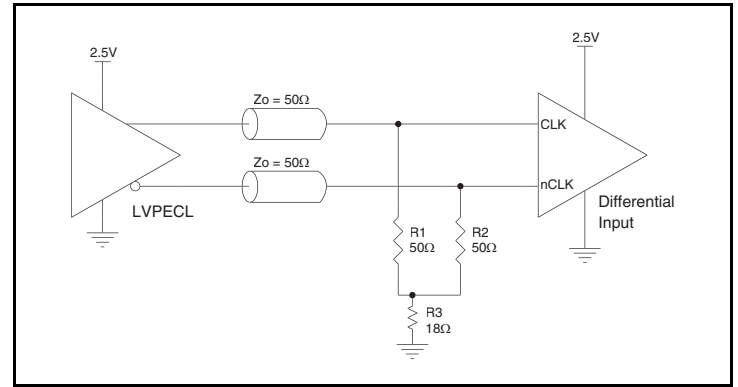 2.5V
2.5V
Zo = 50Ω
CLK
Zo = 50Ω
nCLK
LVPECL
Differential
Input
R1
50Ω
R2
50Ω
R3
18Ω